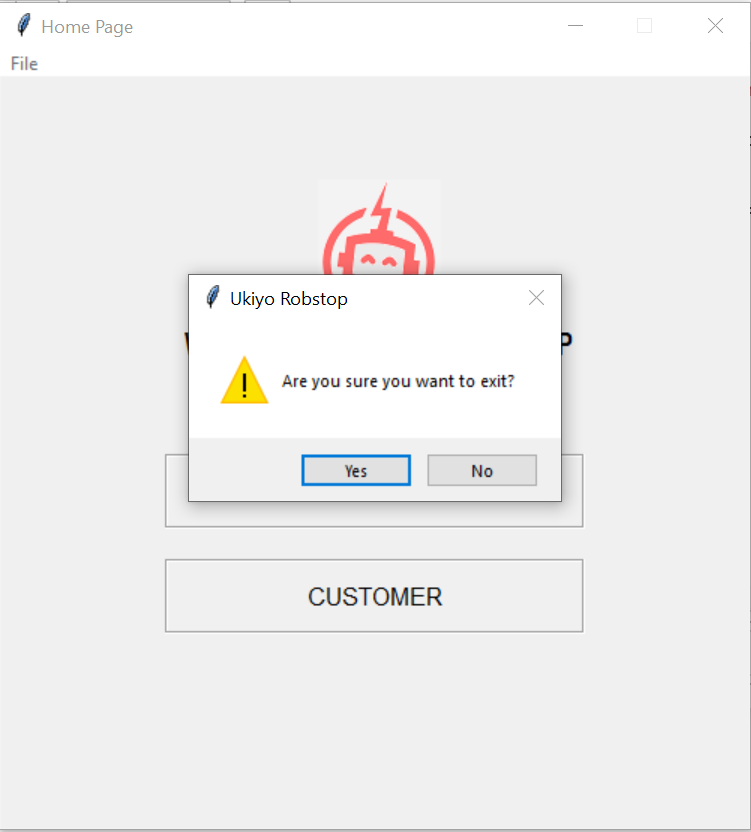 Home Page
File
Ukiyo Robstop
Are you sure you want to exit?
Yes
No
CUSTOMER